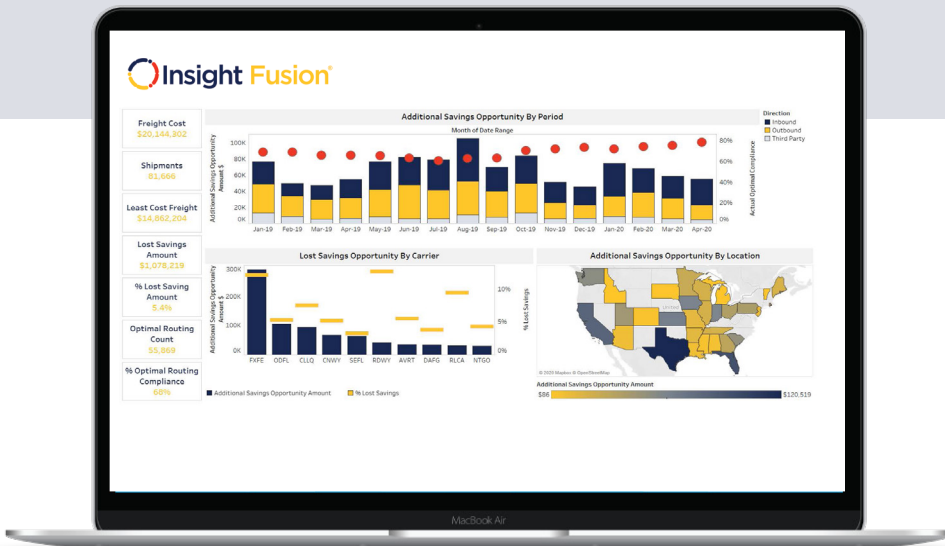 Insight Fusion®
Freight Cost
$20,144,302
Shipments
81,666
Least Cost Freight
$14,862,204
Lost Savings
Amount
$1,078,219
% Lost Saving
Amount
5.4%
Optimal Routing
Count
55,869
% Optimal Routing
Compliance
68%
Additional Savings Opportunity By Period
Month of Date Range
Additional Savings Opportunity
Amount $
100K
80K
60K
40K
20K
0K
Jan-19 Feb-19 Mar-19 Apr-19 May-19 Jun-19 Jul-19 Aug-19 Sep-19 Oct-19 Nov-19 Dec-19 Jan-20 Feb-20 Mar-20 Apr-20
80%
60%
40%
20%
0%
Actual Optimal Compliance
Direction
Inbound
Outbound
Third Party
Lost Savings Opportunity By Carrier
Additional Savings Opportunity
Amount $
300K
200K
100K
0K
FXFE ODFL CLLQ CNWY SEFL RDWY AVRT DAFG RLCA NTGO
10%
5%
0%
% Lost Savings
Additional Savings Opportunity Amount % Lost Savings
Additional Savings Opportunity By Location
© 2020 Mapbox © OpenStreetMap
Additional Savings Opportunity Amount
$86 $120,519
MacBook Air